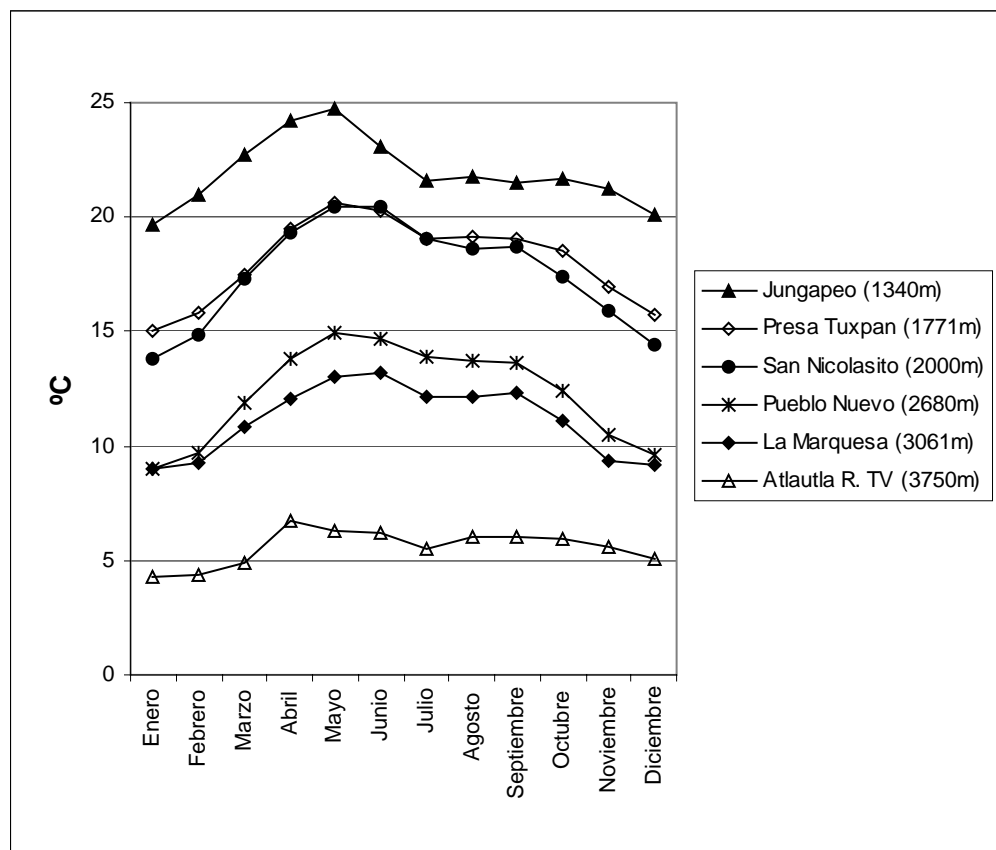 25
20
15
10
5
0
ºC
Enero
Febrero
Marzo
Abril
Mayo
Junio
Julio
Agosto
Septiembre
Octubre
Noviembre
Diciembre
Jungapeo (1340m)
Presa Tuxpan (1771m)
San Nicolasito (2000m)
Pueblo Nuevo (2680m)
La Marquesa (3061m)
Atlautla R. TV (3750m)